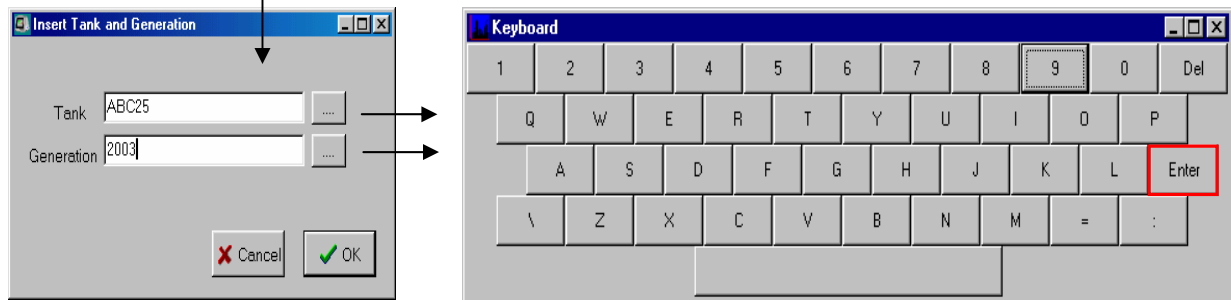 Insert Tank and Generation
Tank ABC25 ....
Generation 2003 ....
Cancel OK
Keyboard
1 2 3 4 5 6 7 8 9 0 Del
Q W E R T Y U I O P
A S D F G H J K L Enter
\ Z X C V B N M = :